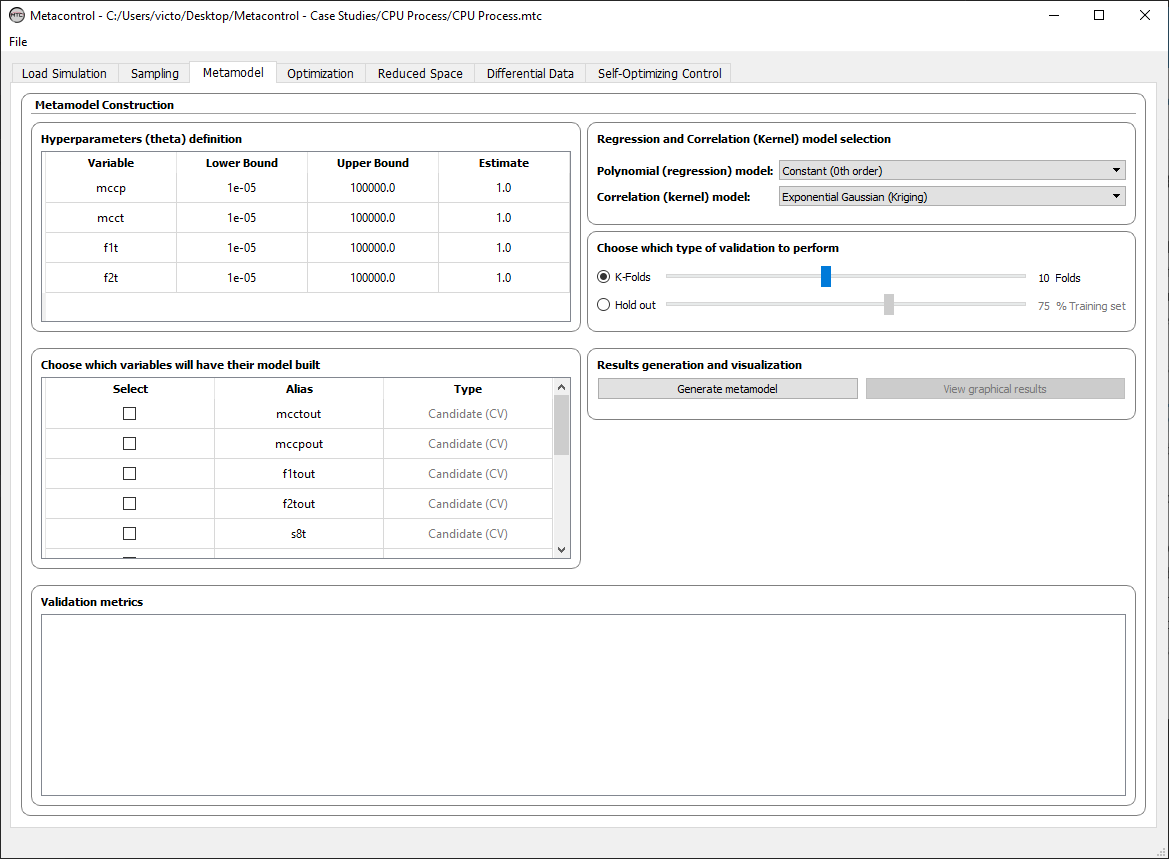 MTC Metacontrol - C:/Users/victo/Desktop/Metacontrol - Case Studies/CPU Process/CPU Process.mtc
File
Load Simulation Sampling Metamodel Optimization Reduced Space Differential Data Self-Optimizing Control
Metamodel Construction
Hyperparameters (theta) definition
Variable Lower Bound Upper Bound Estimate
mccp 1e-05 100000.0 1.0
mcct 1e-05 100000.0 1.0
f1t 1e-05 100000.0 1.0
f2t 1e-05 100000.0 1.0
Regression and Correlation (Kernel) model selection
Polynomial (regression) model: Constant (0th order)
Correlation (kernel) model: Exponential Gaussian (Kriging)
Choose which type of validation to perform
K-Folds 10 Folds
Hold out 75 % Training set
Choose which variables will have their model built
Select Alias Type
mcctout Candidate (CV)
mccpout Candidate (CV)
f1tout Candidate (CV)
f2tout Candidate (CV)
s8t Candidate (CV)
Results generation and visualization
Generate metamodel View graphical results
Validation metrics